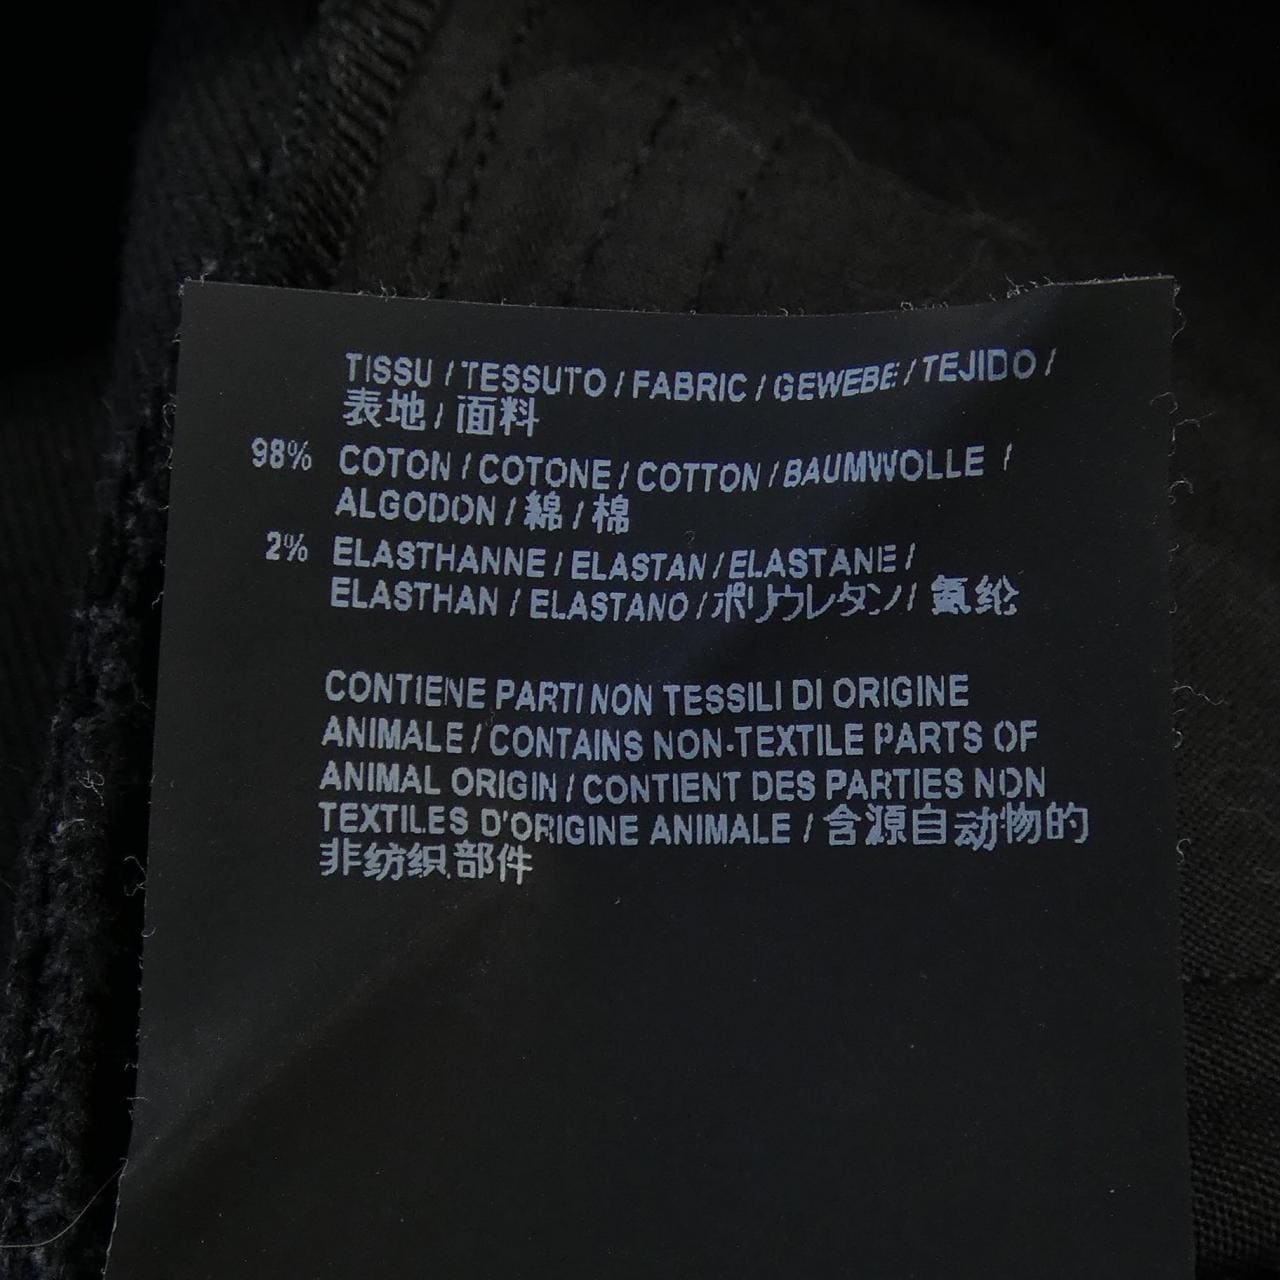 TISSU / TESSUTO / FABRIC / GEWEBE / TEJIDO /
表地 / 面料
98% COTON / COTONE / COTTON / BAUMWOLLE /
ALGODON / 綿 / 棉
2% ELASTHANNE / ELASTAN / ELASTANE /
ELASTHAN / ELASTANO / ポリウレタン / 氨纶
CONTIENE PARTI NON TESSILI DI ORIGINE
ANIMALE / CONTAINS NON-TEXTILE PARTS OF
ANIMAL ORIGIN / CONTIENT DES PARTIES NON
TEXTILES D'ORIGINE ANIMALE / 含源自动物的
非纺织部件